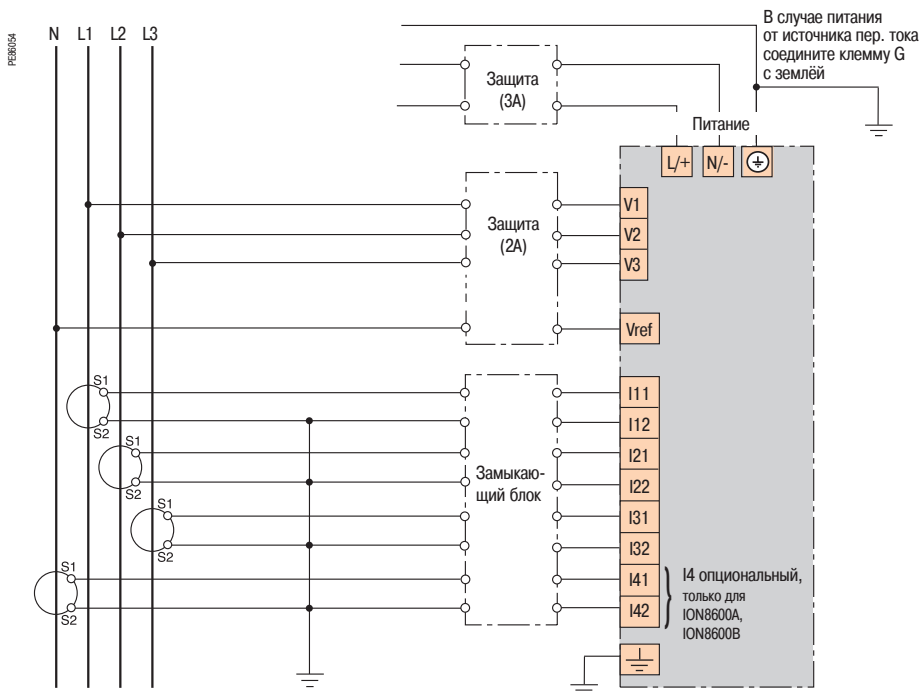 PE86054
N L1 L2 L3
В случае питания
от источника пер. тока
соедините клемму G
с землёй
Защита
(3А)
Питание
L/+ N/-
Защита
(2А)
V1
V2
V3
Vref
S1
S2
S1
S2
S1
S2
S1
S2
Замыкаю-
щий блок
I11
I12
I21
I22
I31
I32
I41
I42
I4 опциональный,
только для
ION8600A,
ION8600B